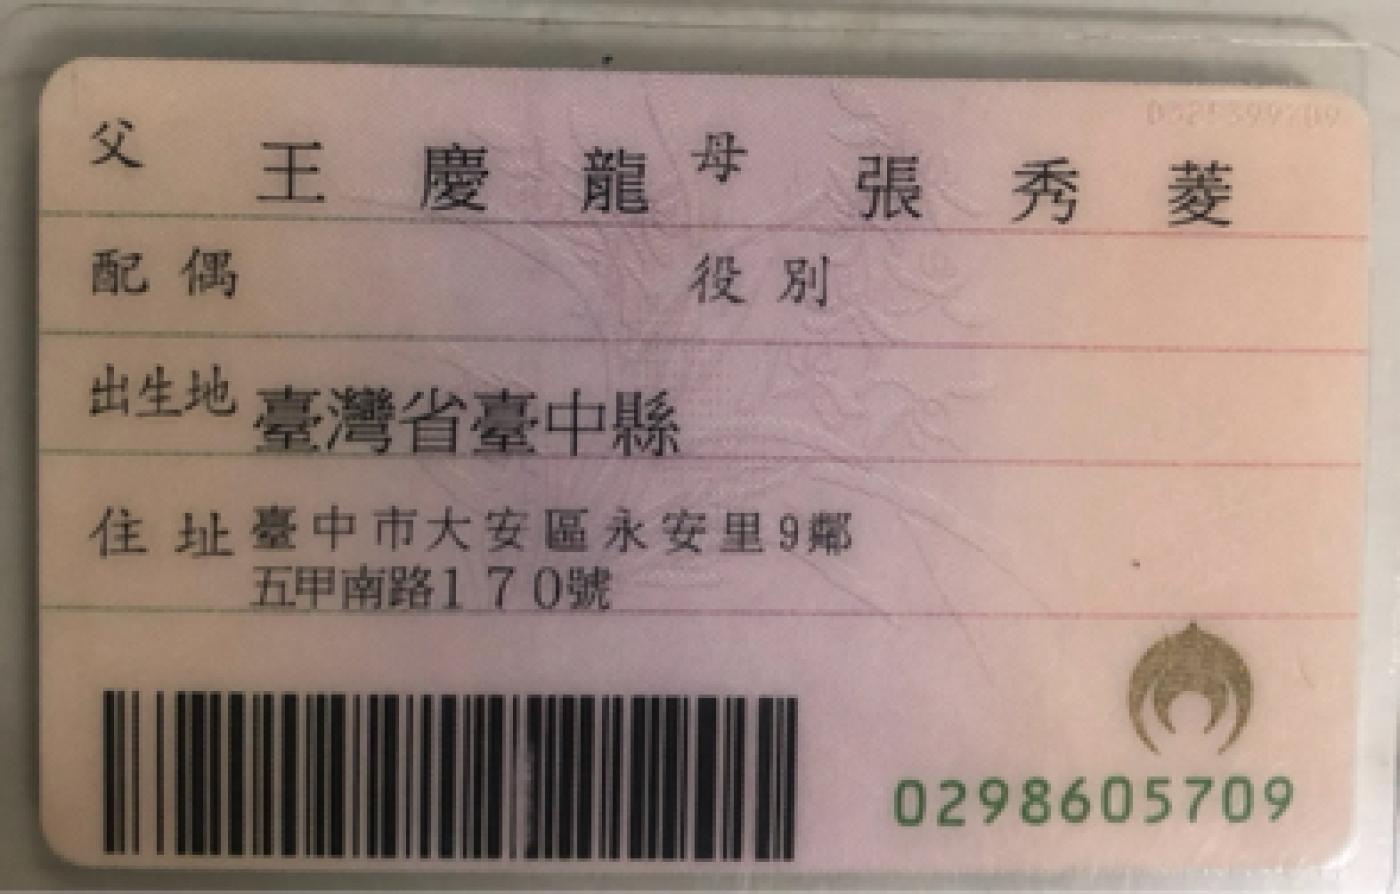 父 王慶龍 母 張秀菱
配偶 役別
出生地 臺灣省臺中縣
住址 臺中市大安區永安里9鄰
五甲南路170號
0298605709